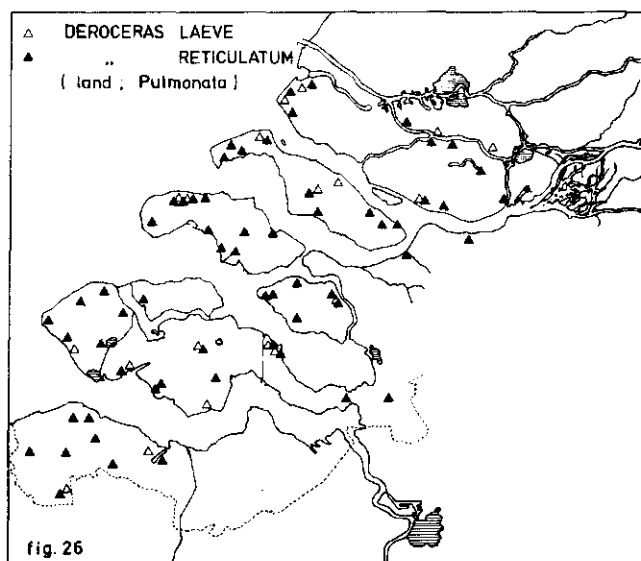 △ DEROCERAS LAEVE
▲ „ RETICULATUM
( land ; Pulmonata )
fig. 26